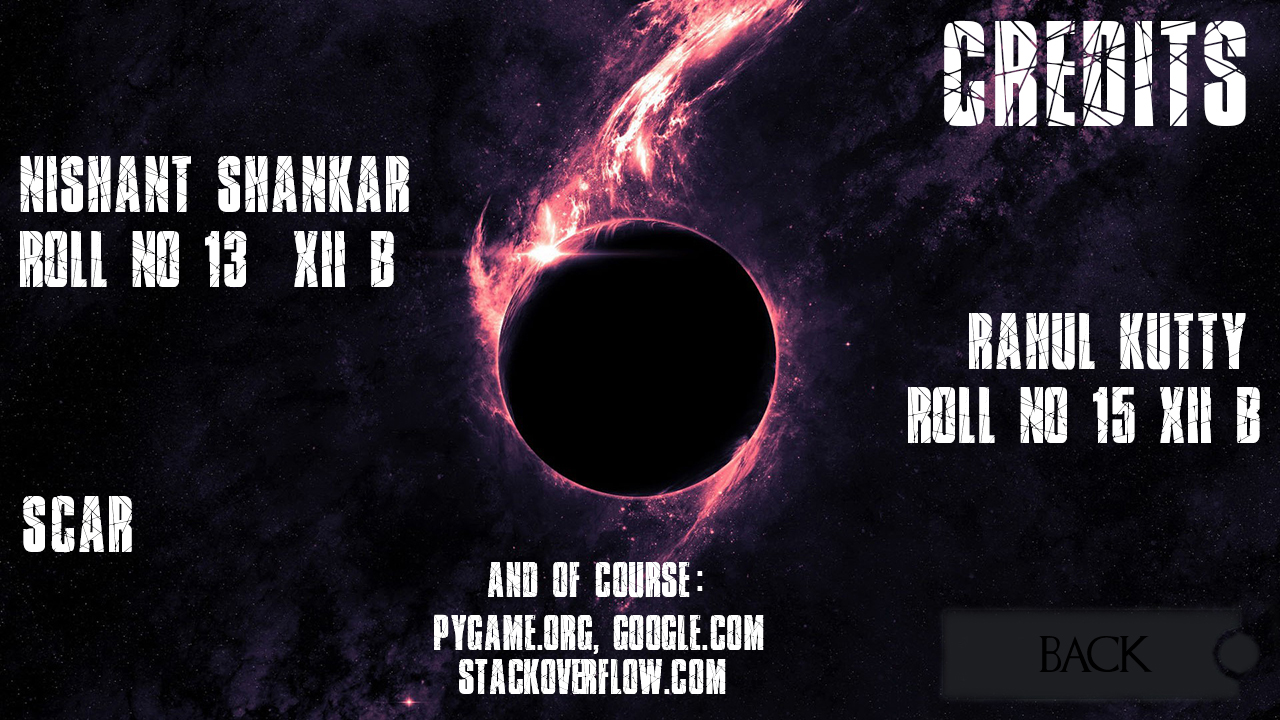 CREDITS
NISHANT SHANKAR
ROLL NO 13 XII B
RAHUL KUTTY
ROLL NO 15 XII B
SCAR
AND OF COURSE:
PYGAME.ORG, GOOGLE.COM
STACKOVERFLOW.COM
BACK